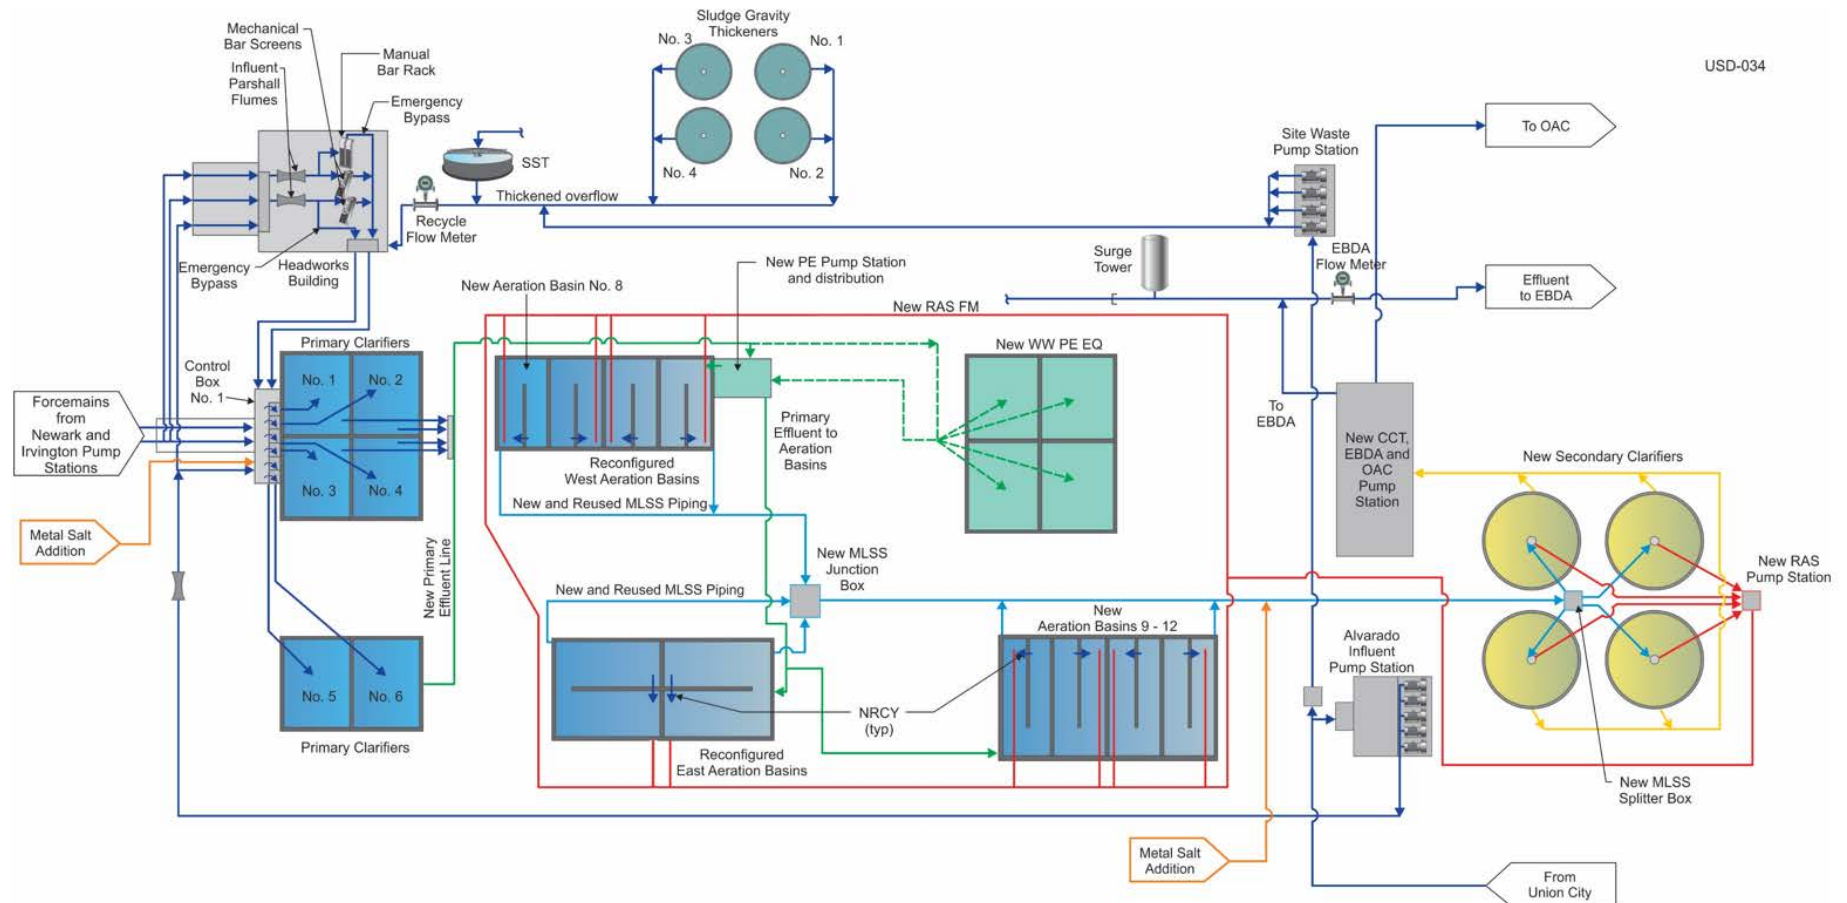 Sludge Gravity
Thickeners
No. 3
No. 1
No. 4
No. 2
USD-034
Mechanical
Bar Screens
Manual
Bar Rack
Influent
Parshall
Flumes
Emergency
Bypass
SST
Thickened overflow
Recycle
Flow Meter
Emergency
Bypass
Headworks
Building
Site Waste
Pump Station
To OAC
Surge
Tower
EBDA
Flow Meter
Effluent
to EBDA
New PE Pump Station
and distribution
New Aeration Basin No. 8
New RAS FM
Primary Clarifiers
No. 1
No. 2
No. 3
No. 4
Control
Box
No. 1
Forcemains
from
Newark and
Irvington Pump
Stations
Metal Salt
Addition
New WW PE EQ
Primary
Effluent to
Aeration
Basins
Reconfigured
West Aeration Basins
New and Reused MLSS Piping
To
EBDA
New CCT,
EBDA and
OAC
Pump
Station
New Secondary Clarifiers
New Primary
Effluent Line
New MLSS
Junction
Box
New and Reused MLSS Piping
New
Aeration Basins 9 - 12
New RAS
Pump Station
Alvarado
Influent
Pump Station
No. 5
No. 6
Primary Clarifiers
NRCY
(typ)
Reconfigured
East Aeration Basins
New MLSS
Splitter Box
Metal Salt
Addition
From
Union City